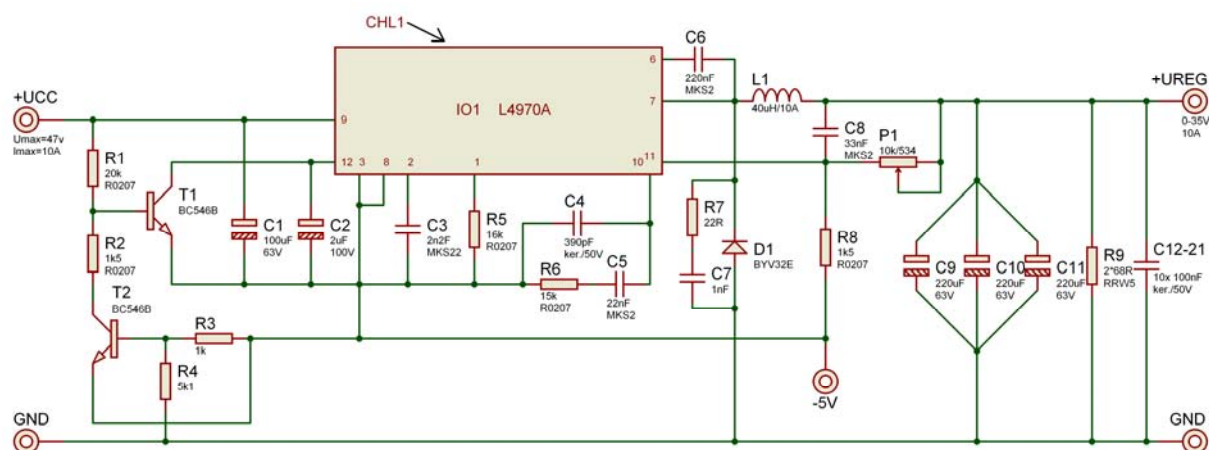 CHL1
C6
220nF
MKS2
6
7
L1
40uH/10A
+UREG
0-35V
10A
+UCC
Umax=47v
Imax=10A
IO1 L4970A
9
12 3 8 2 1 10 11
C8
33nF
MKS2
P1
10k/534
R1
20k
R0207
T1
BC546B
R2
1k5
R0207
C1
100uF
63V
C2
2uF
100V
C3
2n2F
MKS22
R5
16k
R0207
C4
390pF
ker./50V
R6
15k
R0207
C5
22nF
MKS2
R7
22R
C7
1nF
D1
BYV32E
R8
1k5
R0207
C9
220uF
63V
C10
220uF
63V
C11
220uF
63V
R9
2*68R
RRW5
C12-21
10x 100nF
ker./50V
T2
BC546B
R3
1k
R4
5k1
-5V
GND
GND